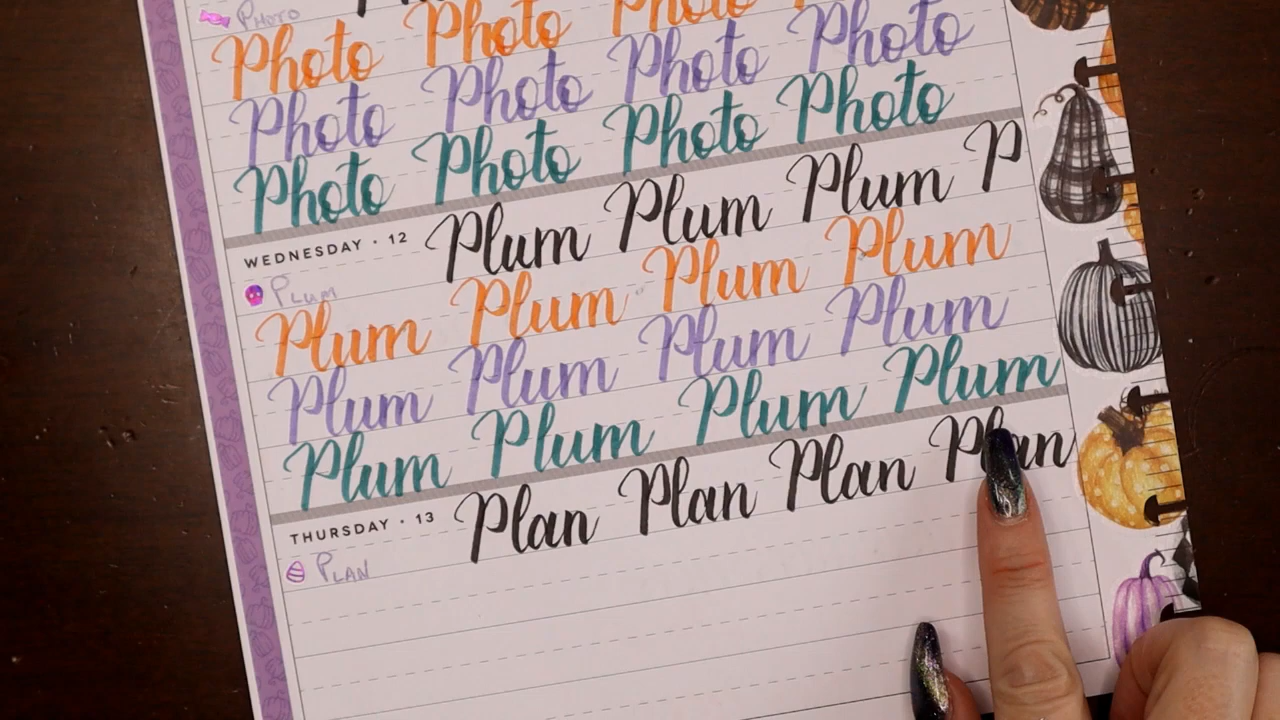 PHOTO
Photo Photo Photo
Photo Photo Photo Photo
Photo Photo Photo Photo
WEDNESDAY · 12 Plum Plum Plum P
PLUM
Plum Plum Plum Plum
Plum Plum Plum Plum
Plum Plum Plum Plum
THURSDAY · 13 Plan Plan Plan Plan
PLAN